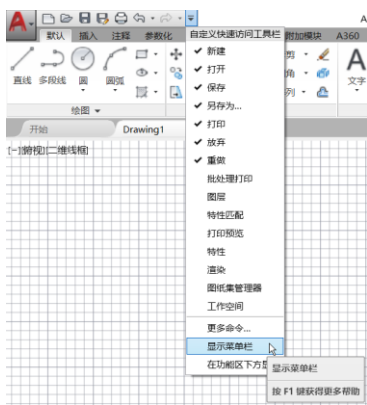 A
默认 插入 注释 参数化 附加模块 A360
自定义快速访问工具栏
直线 多段线 圆 圆弧
文字
绘图
开始 Drawing1
[-][俯视][二维线框]
新建
打开
保存
另存为...
打印
放弃
重做
批处理打印
图层
特性匹配
打印预览
特性
渲染
图纸集管理器
工作空间
更多命令...
显示菜单栏
在功能区下方
显示菜单栏
按 F1 键获得更多帮助